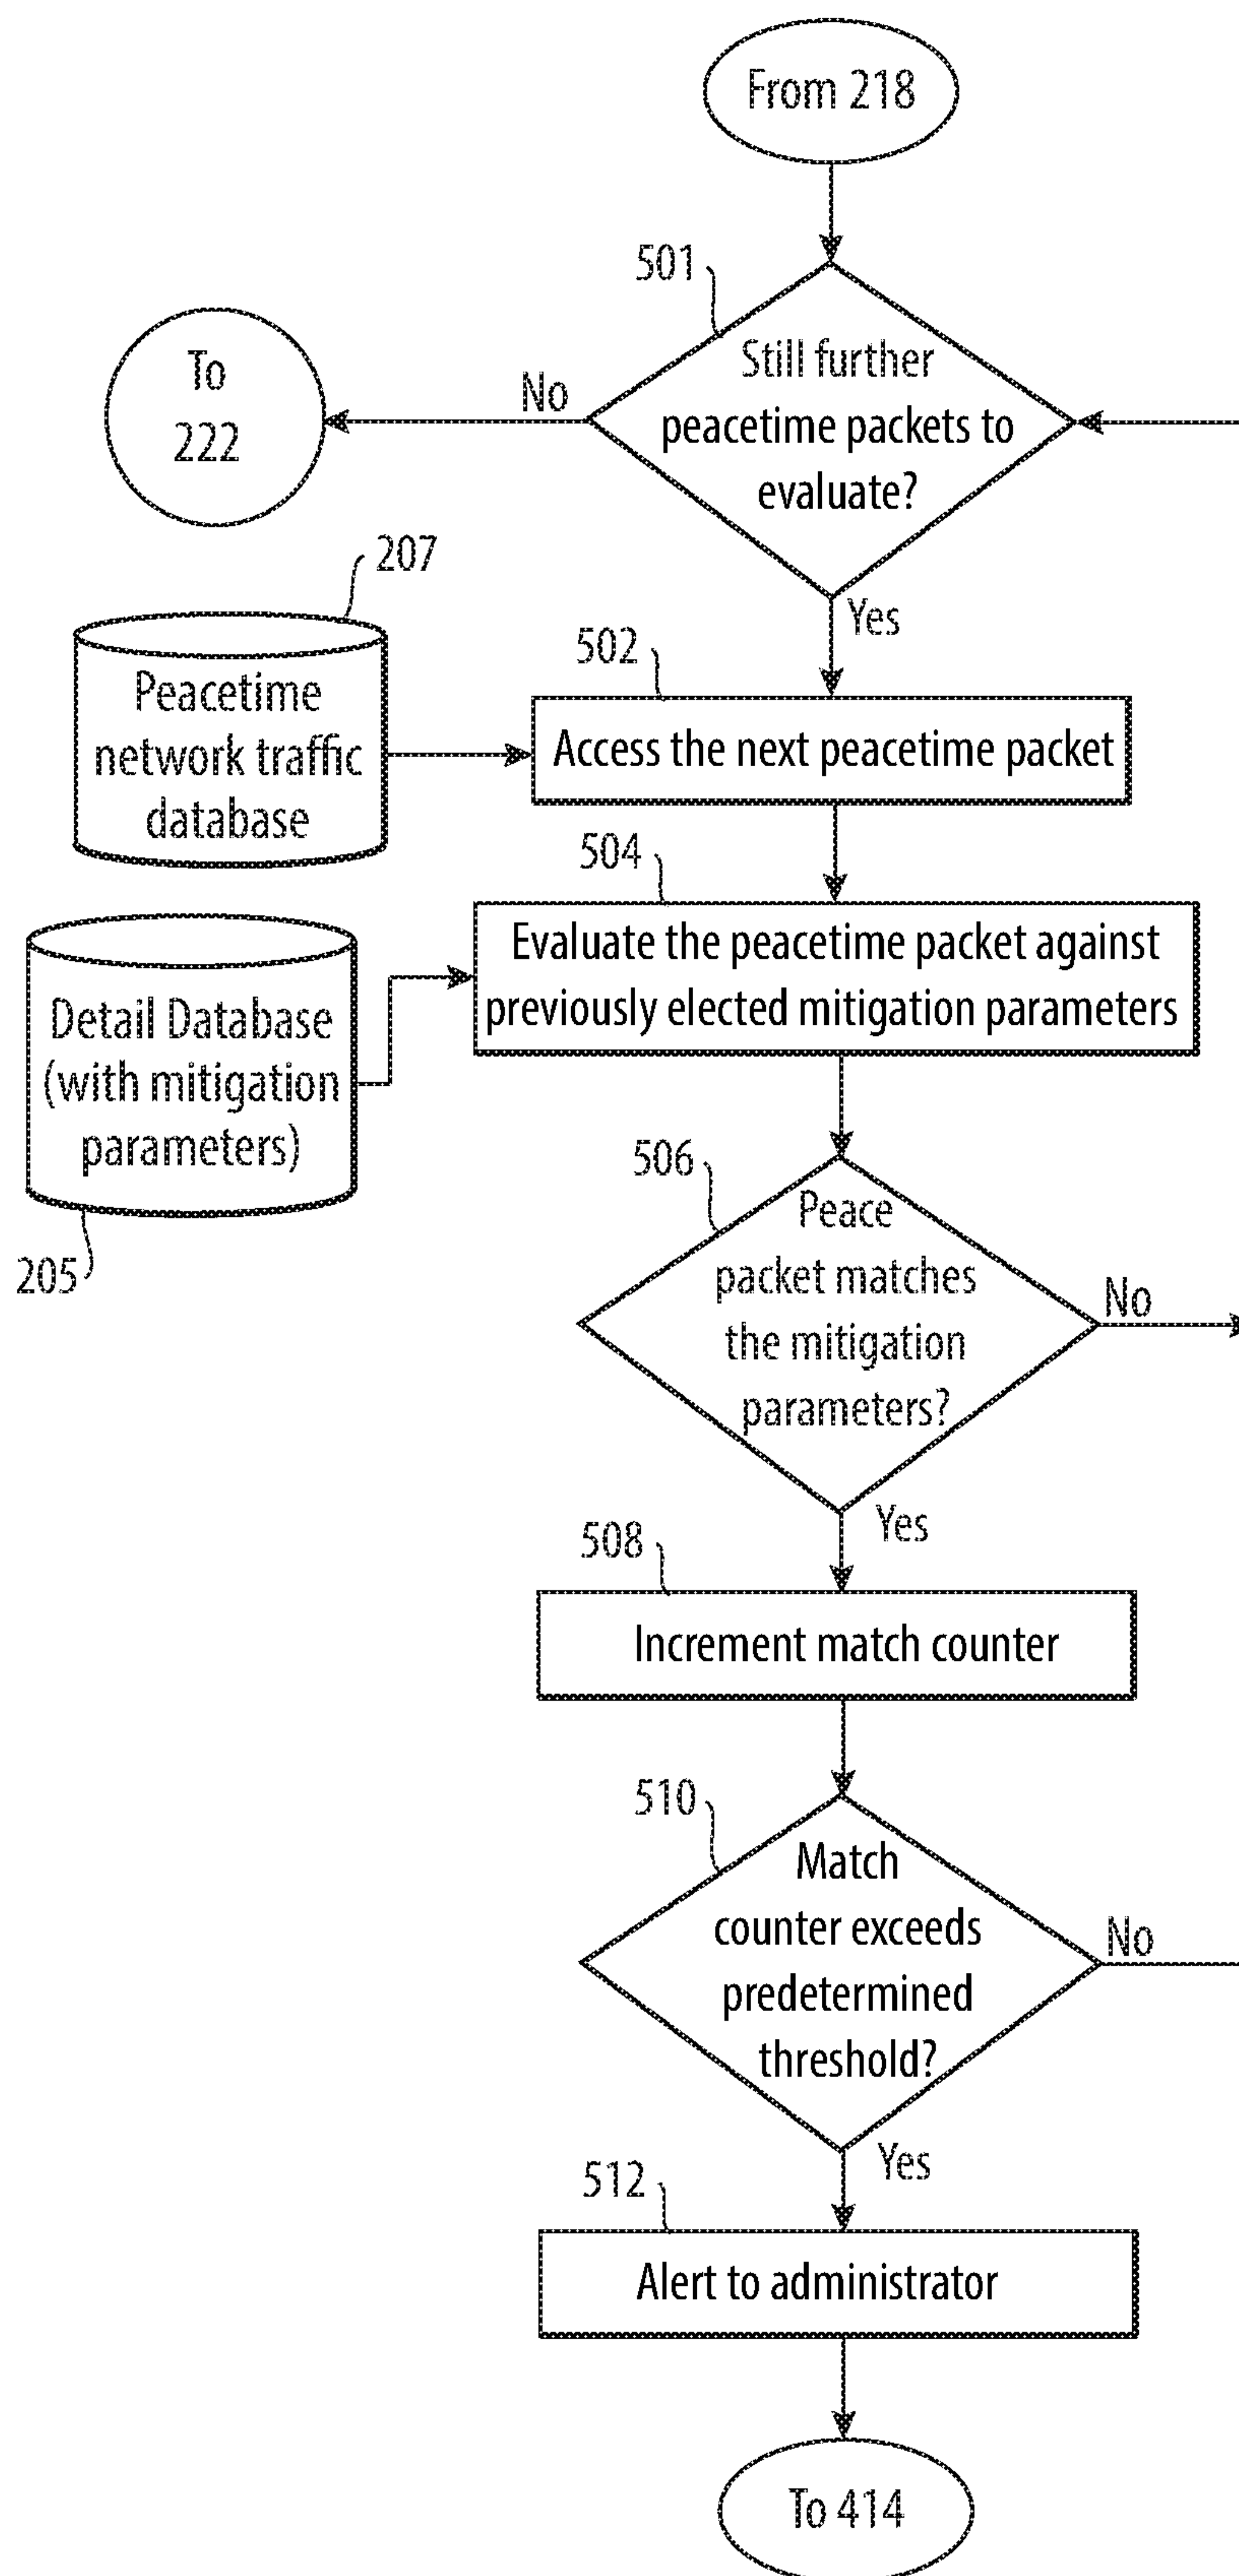 From 218
501
Still further
peacetime packets to
evaluate?
No
To
222
Yes
207
Peacetime
network traffic
database
502
Access the next peacetime packet
504
Evaluate the peacetime packet against
previously elected mitigation parameters
Detail Database
(with mitigation
parameters)
205
506
Peace
packet matches
the mitigation
parameters?
No
Yes
508
Increment match counter
510
Match
counter exceeds
predetermined
threshold?
No
Yes
512
Alert to administrator
To 414